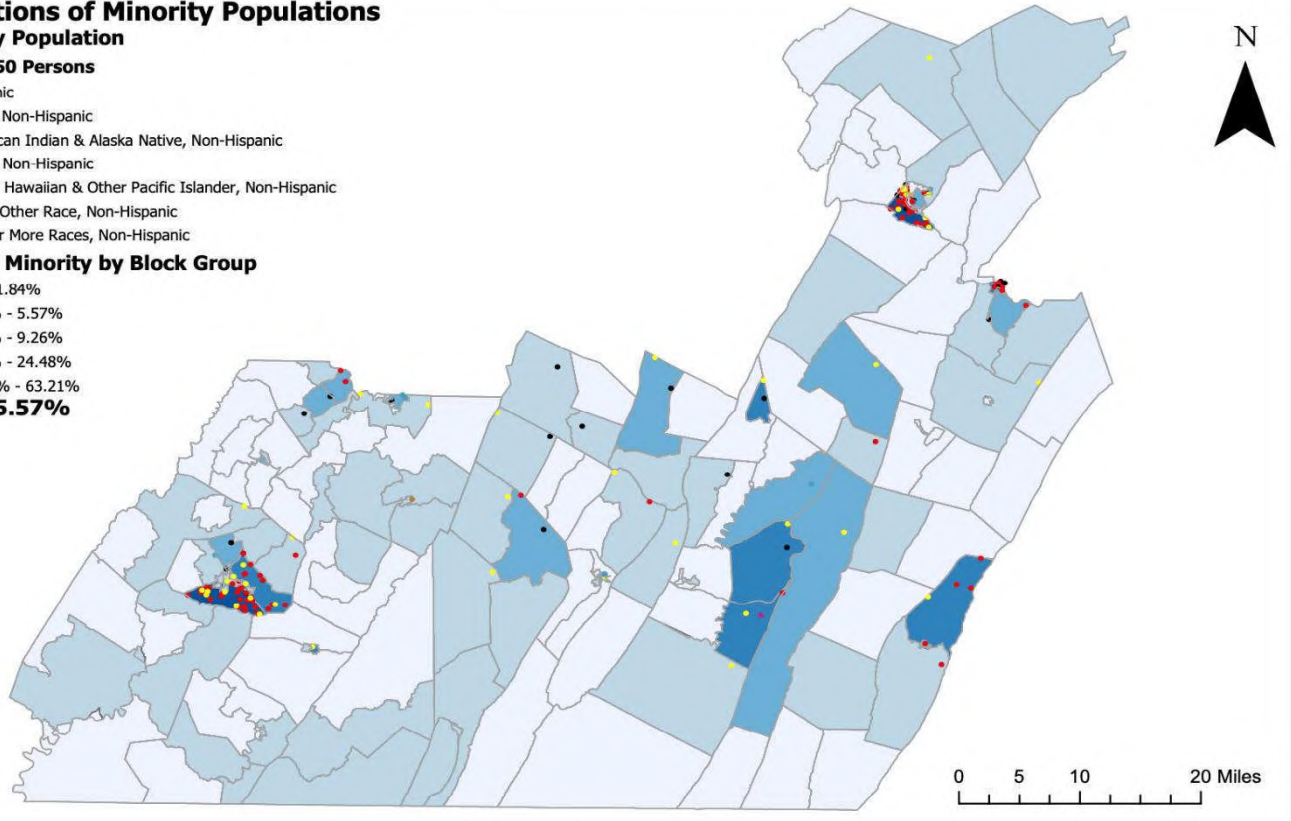 tions of Minority Populations
y Population
50 Persons
nic
Non-Hispanic
can Indian & Alaska Native, Non-Hispanic
Non-Hispanic
Hawaiian & Other Pacific Islander, Non-Hispanic
Other Race, Non-Hispanic
r More Races, Non-Hispanic
Minority by Block Group
1.84%
- 5.57%
- 9.26%
- 24.48%
% - 63.21%
5.57%
N
0 5 10 20 Miles